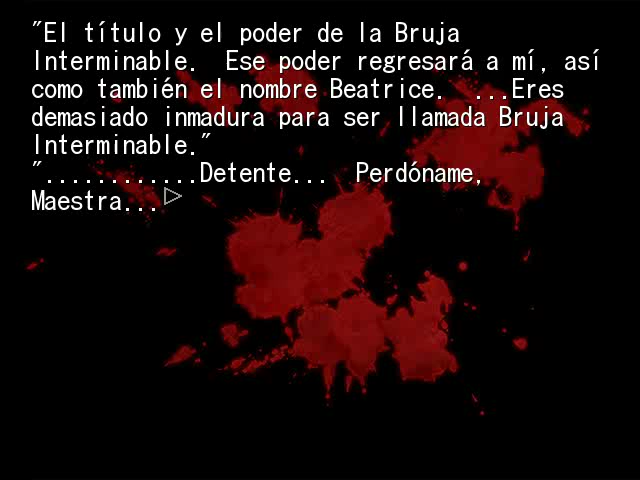 "El título y el poder de la Bruja
Interminable.  Ese poder regresará a mí, así
como también el nombre Beatrice.  ...Eres
demasiado inmadura para ser llamada Bruja
Interminable."
"............Detente...  Perdóname,
Maestra...